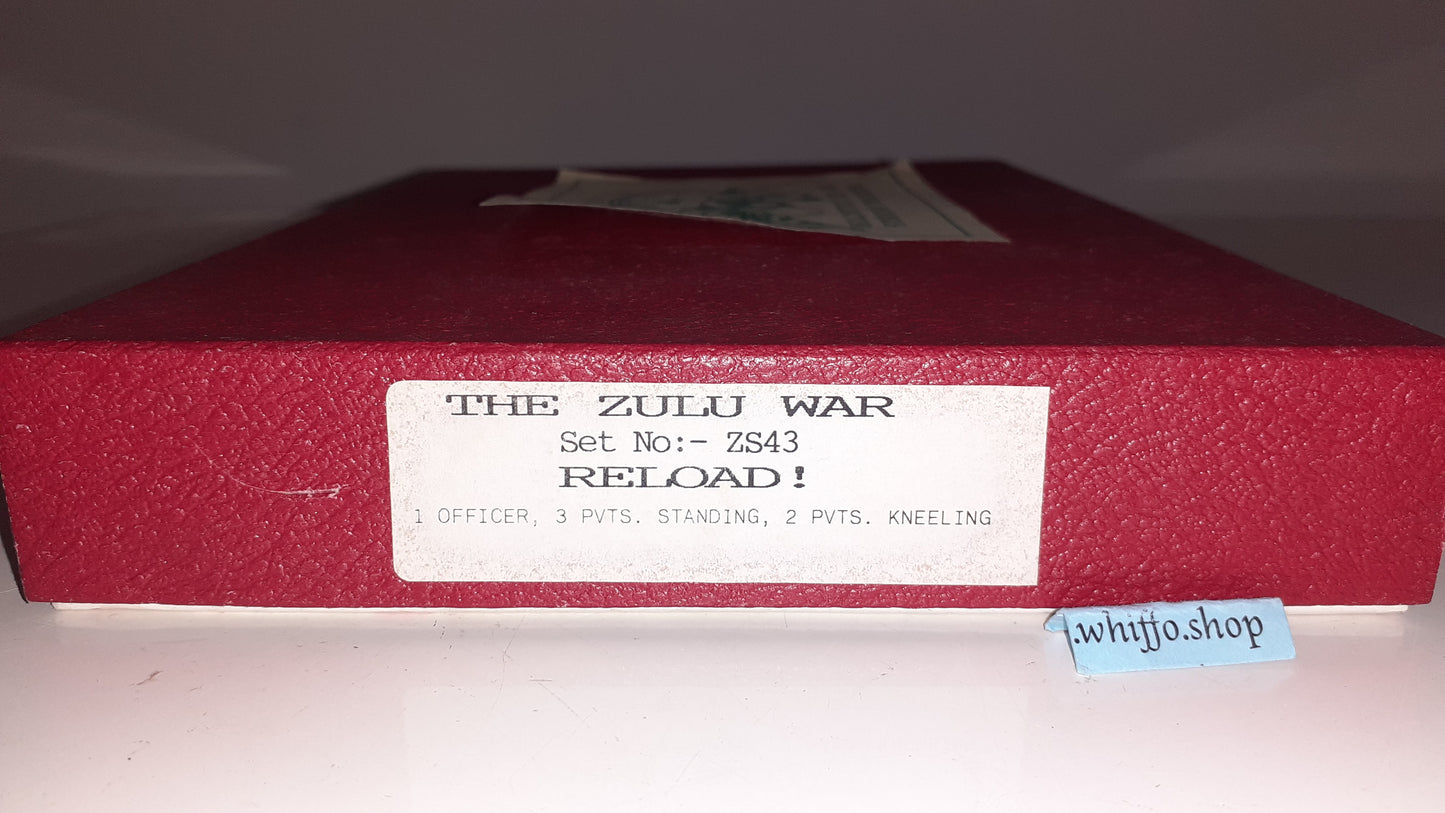 THE ZULU WAR
Set No:- ZS43
RELOAD!
1 OFFICER, 3 PVTS. STANDING, 2 PVTS. KNEELING
.whiffo.shop